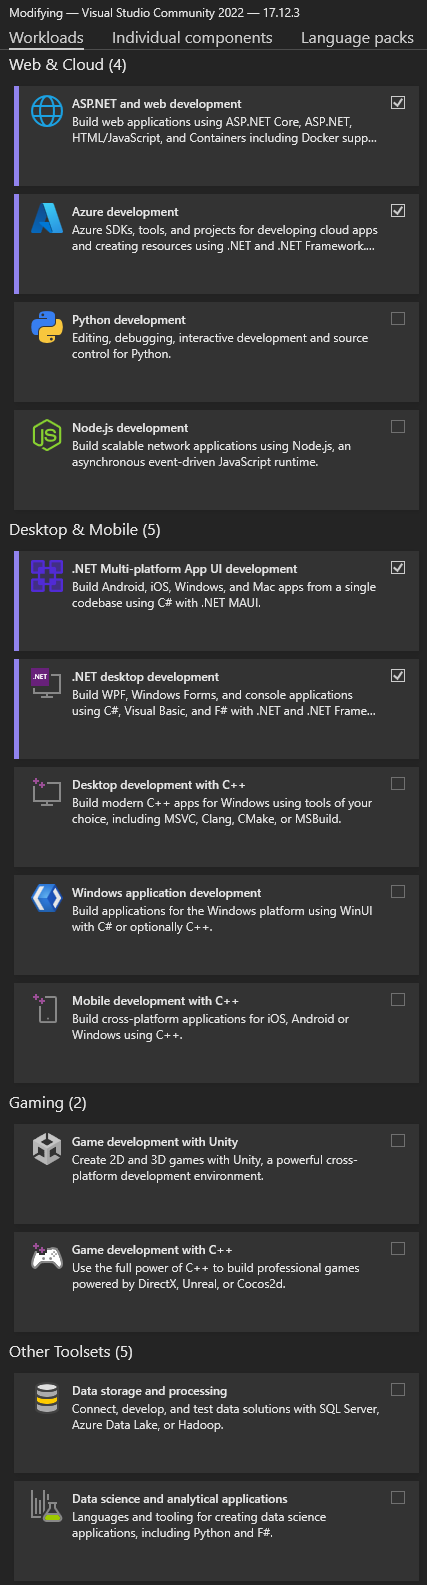 Modifying — Visual Studio Community 2022 — 17.12.3
Workloads Individual components Language packs
Web & Cloud (4)
ASP.NET and web development
Build web applications using ASP.NET Core, ASP.NET,
HTML/JavaScript, and Containers including Docker supp...
Azure development
Azure SDKs, tools, and projects for developing cloud apps
and creating resources using .NET and .NET Framework....
Python development
Editing, debugging, interactive development and source
control for Python.
Node.js development
Build scalable network applications using Node.js, an
asynchronous event-driven JavaScript runtime.
Desktop & Mobile (5)
.NET Multi-platform App UI development
Build Android, iOS, Windows, and Mac apps from a single
codebase using C# with .NET MAUI.
.NET
.NET desktop development
Build WPF, Windows Forms, and console applications
using C#, Visual Basic, and F# with .NET and .NET Frame...
Desktop development with C++
Build modern C++ apps for Windows using tools of your
choice, including MSVC, Clang, CMake, or MSBuild.
Windows application development
Build applications for the Windows platform using WinUI
with C# or optionally C++.
Mobile development with C++
Build cross-platform applications for iOS, Android or
Windows using C++.
Gaming (2)
Game development with Unity
Create 2D and 3D games with Unity, a powerful cross-
platform development environment.
Game development with C++
Use the full power of C++ to build professional games
powered by DirectX, Unreal, or Cocos2d.
Other Toolsets (5)
Data storage and processing
Connect, develop, and test data solutions with SQL Server,
Azure Data Lake, or Hadoop.
Data science and analytical applications
Languages and tooling for creating data science
applications, including Python and F#.